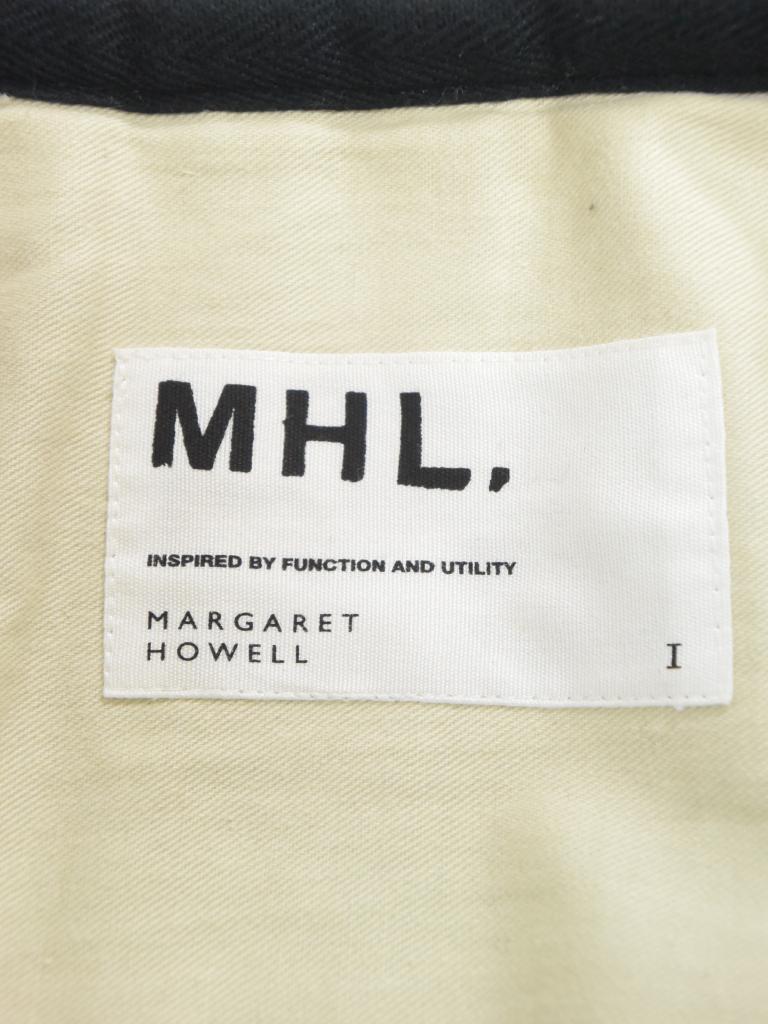 MHL,
INSPIRED BY FUNCTION AND UTILITY
MARGARET
HOWELL
I